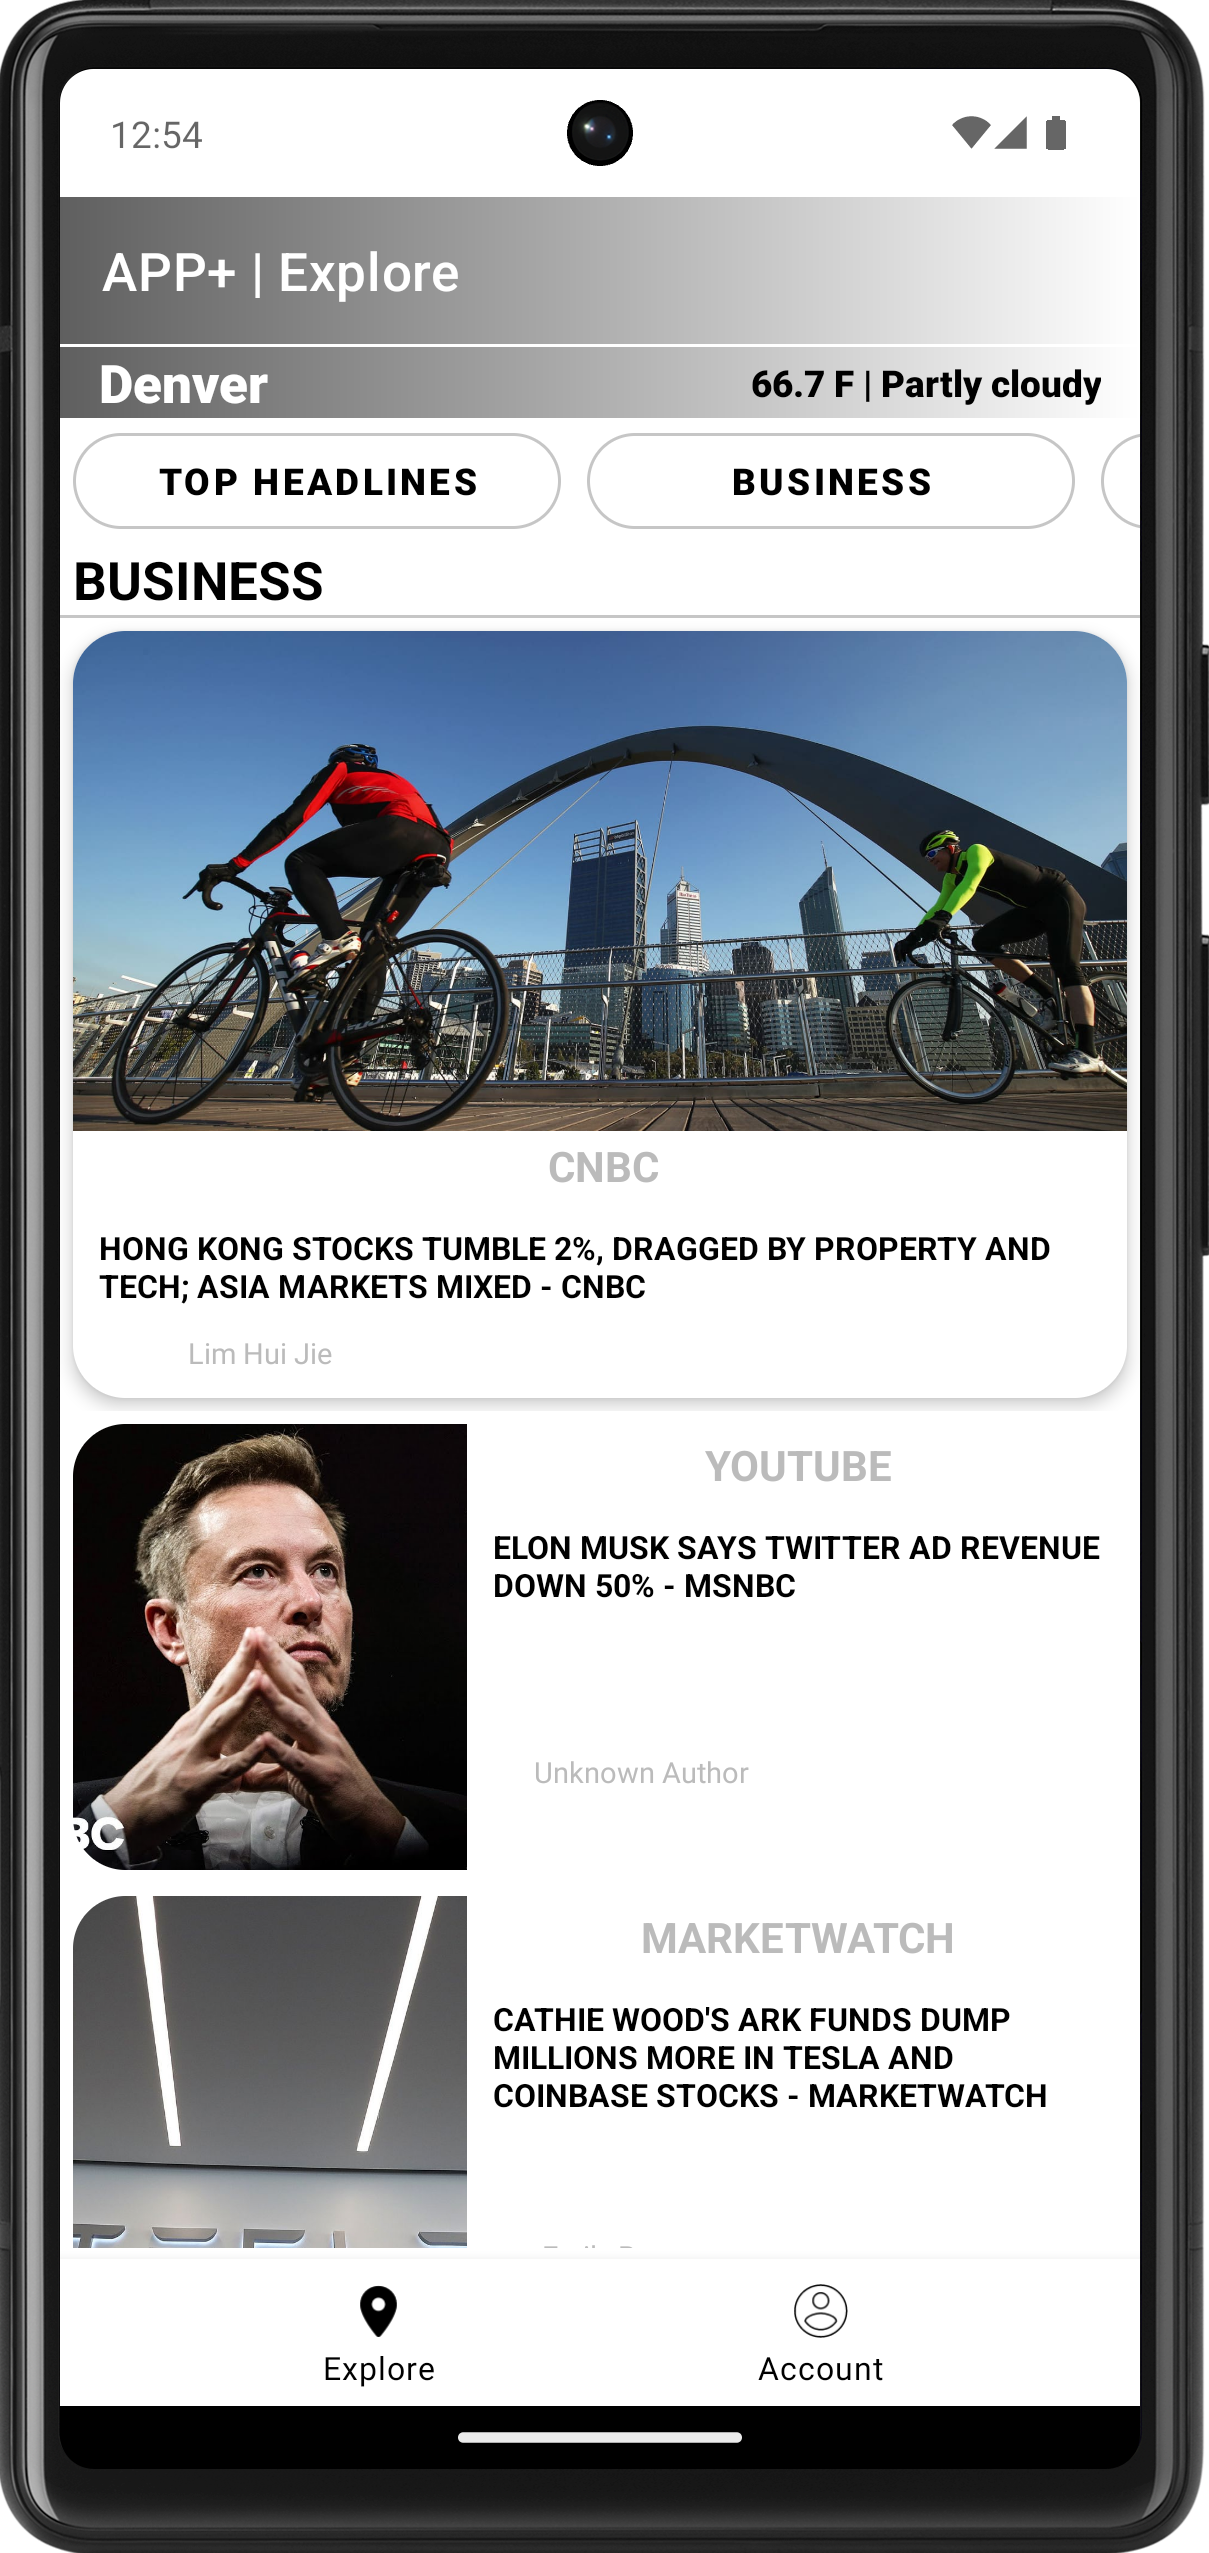 12:54
APP+ | Explore
Denver
66.7 F | Partly cloudy
TOP HEADLINES
BUSINESS
BUSINESS
CNBC
HONG KONG STOCKS TUMBLE 2%, DRAGGED BY PROPERTY AND
TECH; ASIA MARKETS MIXED - CNBC
Lim Hui Jie
YOUTUBE
ELON MUSK SAYS TWITTER AD REVENUE
DOWN 50% - MSNBC
Unknown Author
BC
MARKETWATCH
CATHIE WOOD'S ARK FUNDS DUMP
MILLIONS MORE IN TESLA AND
COINBASE STOCKS - MARKETWATCH
Explore
Account